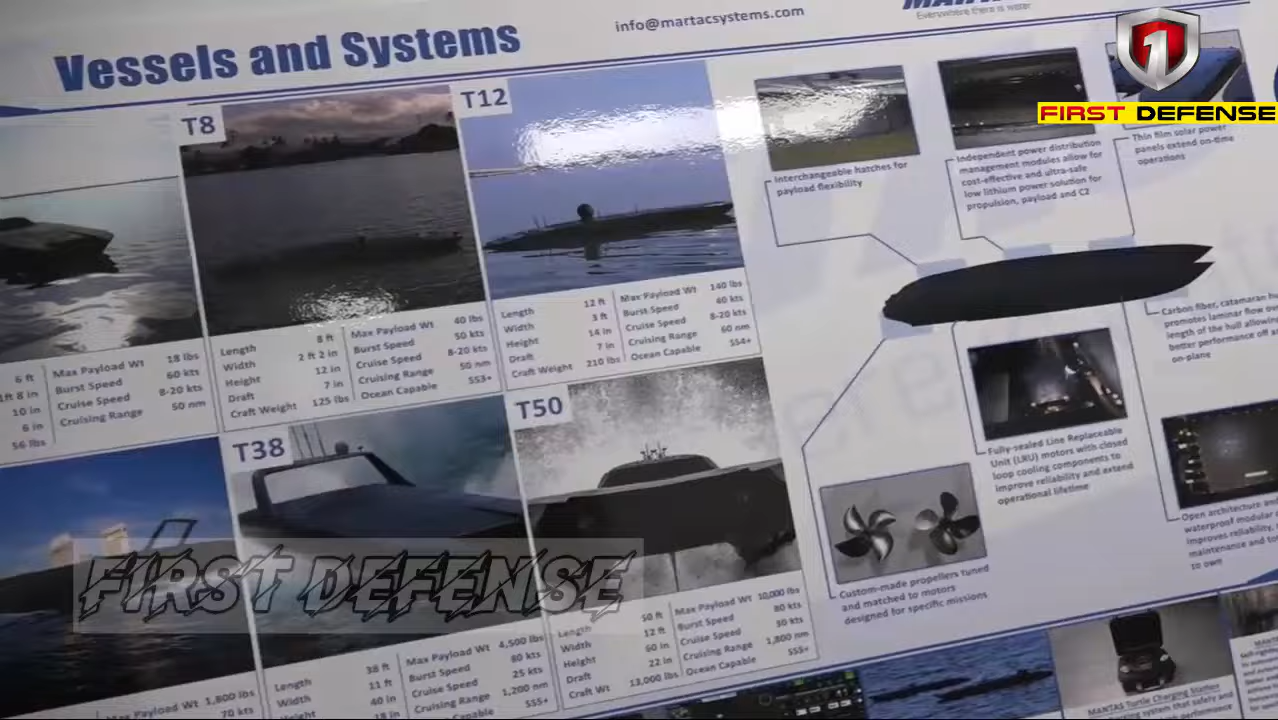 Vessels and Systems
info@martacsystems.com
Everywhere there is water
FIRST DEFENSE
6 ft
1ft 8 in
10 in
6 in
56 lbs
Max Payload Wt 18 lbs
Burst Speed 60 kts
Cruise Speed 8-20 kts
Cruising Range 50 nm
T8
Length 8 ft
Width 2 ft 2 in
Height 12 in
Draft 7 in
Craft Weight 125 lbs
Max Payload Wt 40 lbs
Burst Speed 50 kts
Cruise Speed 8-20 kts
Cruising Range 50 nm
Ocean Capable SS3+
T12
Length 12 ft
Width 3 ft
Height 14 in
Draft 7 in
Craft Weight 210 lbs
Max Payload Wt 140 lbs
Burst Speed 40 kts
Cruise Speed 8-20 kts
Cruising Range 60 nm
Ocean Capable SS4+
Max Payload Wt 1,800 lbs
70 kts
T38
Length 38 ft
Width 11 ft
Height 40 in
18 in
Max Payload Wt 4,500 lbs
Burst Speed 80 kts
Cruise Speed 25 kts
Cruising Range 1,200 nm
SS5+
T50
Length 50 ft
Width 12 ft
Height 60 in
Draft 22 in
Craft Wt 13,000 lbs
Max Payload Wt 10,000 lbs
Burst Speed 80 kts
Cruise Speed 30 kts
Cruising Range 1,800 nm
Ocean Capable SS5+
Interchangeable hatches for
payload flexibility
Independent power distribution
management modules allow for
cost-effective and ultra-safe
low lithium power solution for
propulsion, payload and C2
Thin film solar power
panels extend on-time
operations
Carbon fiber, catamaran
promotes laminar flow
length of the hull allowing
better performance off
on-plane
Fully-sealed Line Replaceable
Unit (LRU) motors with closed
loop cooling components to
improve reliability and extend
operational lifetime
Custom-made propellers tuned
and matched to motors
designed for specific missions
Open architecture
waterproof modular
improves reliability,
maintenance and
to own
MANTAS Turtle Charging Station
system that safely and
performance
FIRST DEFENSE